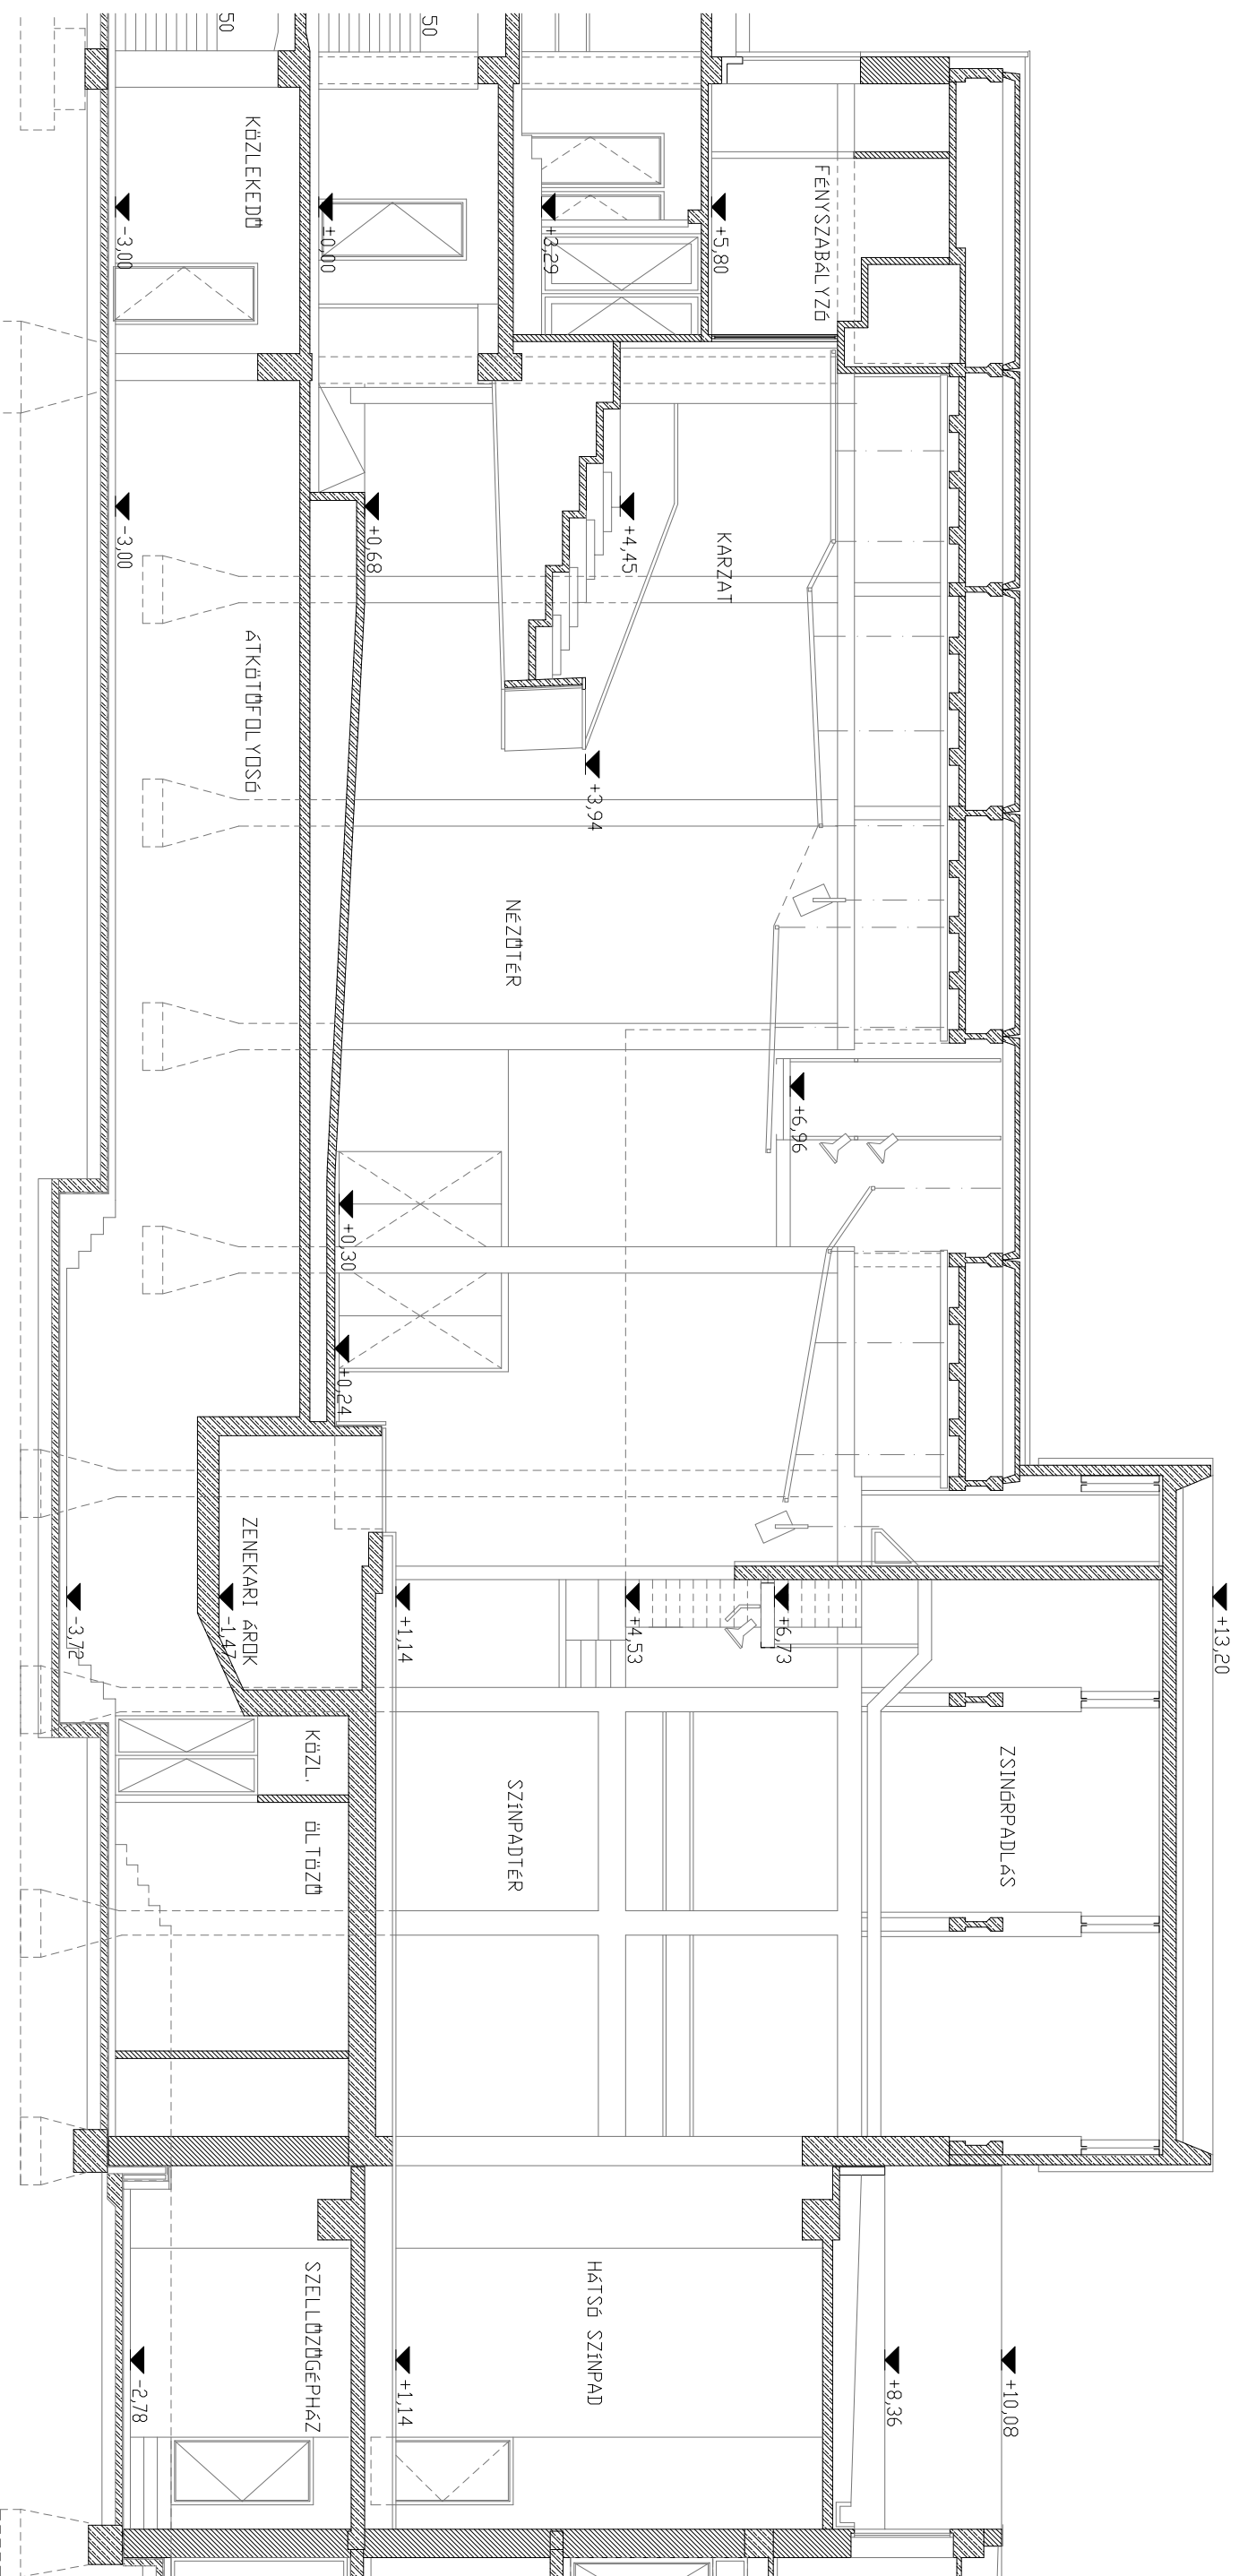 50
50
KÖZLEKEDŐ
FÉNYSZABÁLYZÓ
-3,00
±0,00
+3,29
+5,80
-3,00
+0,68
+4,45
KARZAT
ÁTKÖTŐFOLYOSÓ
+3,94
NÉZŐTÉR
+6,96
+0,30
+0,24
ZENEKARI ÁROK
-3,72
-1,47
+1,14
+4,53
+6,73
+13,20
KÖZL.
ÖLTÖZŐ
SZÍNPADTÉR
ZSINÓRPADLÁS
SZELLŐZŐGÉPHÁZ
HÁTSÓ SZÍNPAD
-2,78
+1,14
+8,36
+10,08